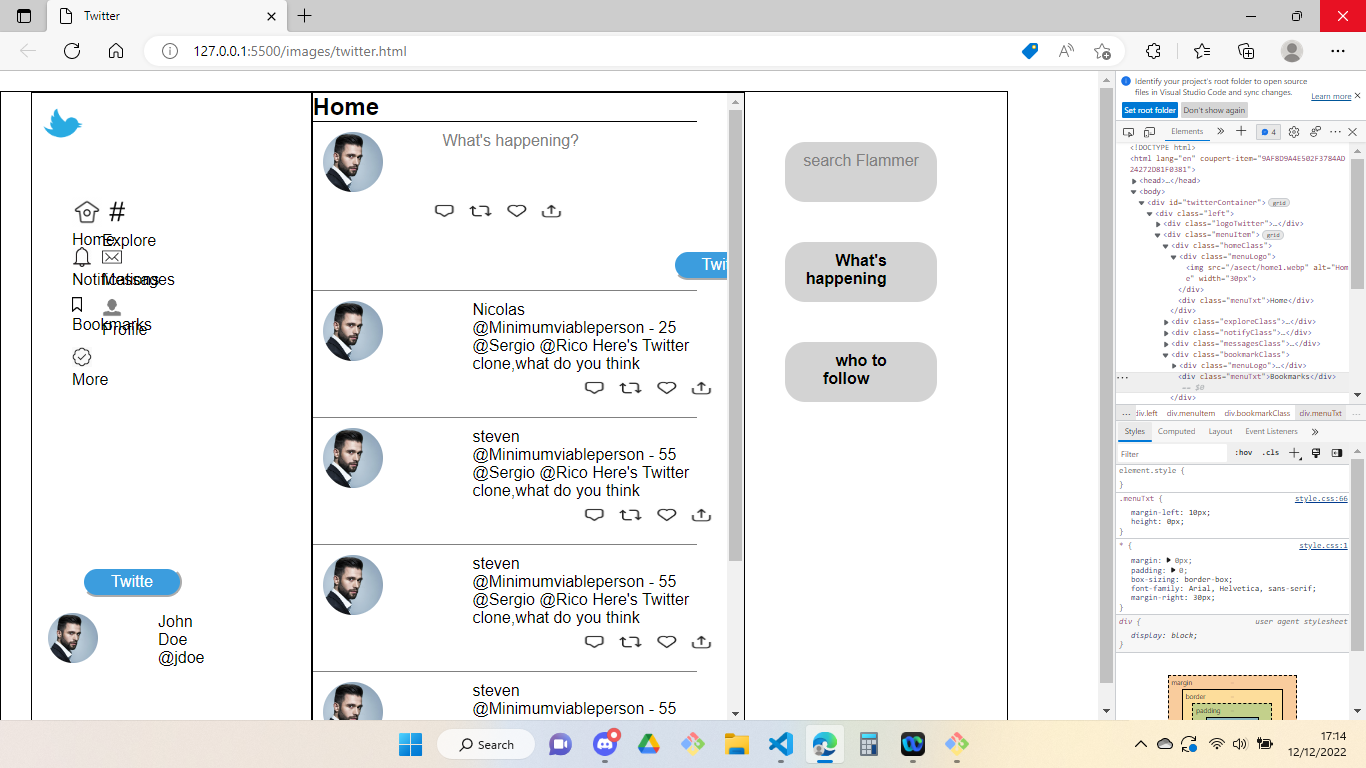 Twitter
127.0.0.1:5500/images/twitter.html
Home
What's happening?
Twi
#
Home
Explore
Notifications
Messages
Bookmarks
Profile
More
Twitte
John
Doe
@jdoe
Nicolas
@Minimumviableperson - 25
@Sergio @Rico Here's Twitter
clone,what do you think
steven
@Minimumviableperson - 55
@Sergio @Rico Here's Twitter
clone,what do you think
steven
@Minimumviableperson - 55
@Sergio @Rico Here's Twitter
clone,what do you think
steven
@Minimumviableperson - 55
search Flammer
What's
happening
who to
follow
Identify your project's root folder to open source
files in Visual Studio Code and sync changes.
Learn more
Set root folder
Don't show again
Elements
4
<!DOCTYPE html>
<html lang="en" coupert-item="9AF8D9A4E502F3784AD
24272D81F0381">
<head>…</head>
<body>
<div id="twitterContainer"> grid
<div class="left">
<div class="logoTwitter">…</div>
<div class="menuItem"> grid
<div class="homeClass">
<div class="menuLogo">
<img src="/asect/home1.webp" alt="Hom
e" width="30px">
</div>
<div class="menuTxt">Home</div>
</div>
<div class="exploreClass">…</div>
<div class="notifyClass">…</div>
<div class="messagesClass">…</div>
<div class="bookmarkClass">
<div class="menuLogo">…</div>
<div class="menuTxt">Bookmarks</div>
== $0
</div>
div.left div.menuItem div.bookmarkClass div.menuTxt
Styles Computed Layout Event Listeners
Filter
:hov .cls
element.style {
}
.menuTxt { style.css:66
margin-left: 10px;
height: 0px;
}
* { style.css:1
margin: 0px;
padding: 0;
box-sizing: border-box;
font-family: Arial, Helvetica, sans-serif;
margin-right: 30px;
}
div { user agent stylesheet
display: block;
}
margin
border
padding
Search
17:14
12/12/2022